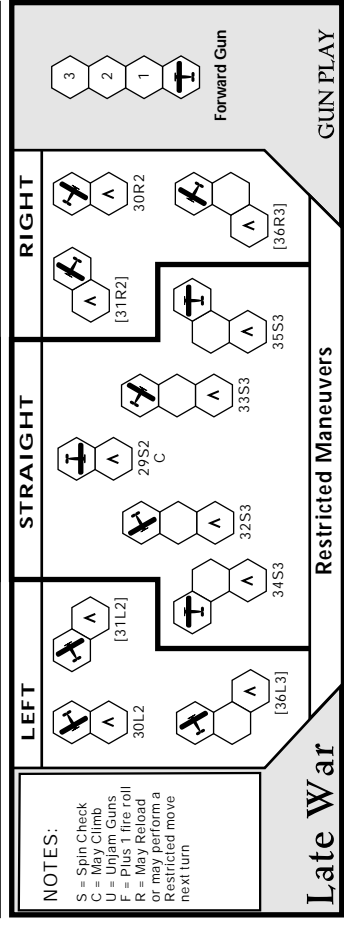 LEFT
STRAIGHT
RIGHT
NOTES:
S = Spin Check
C = May Climb
U = Unjam Guns
F = Plus 1 fire roll
R = May Reload
or may perform a
Restricted move
next turn
30L2
[31L2]
29S2
C
[31R2]
30R2
[36L3]
34S3
32S3
33S3
35S3
[36R3]
3
2
1
Forward Gun
Late War
Restricted Maneuvers
GUN PLAY